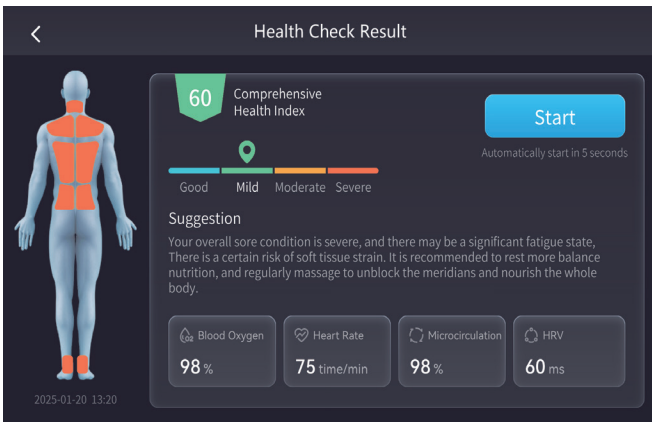 Health Check Result
60
Comprehensive
Health Index
Start
Automatically start in 5 seconds
Good Mild Moderate Severe
Suggestion
Your overall sore condition is severe, and there may be a significant fatigue state,
There is a certain risk of soft tissue strain. It is recommended to rest more balance
nutrition, and regularly massage to unblock the meridians and nourish the whole
body.
O2 Blood Oxygen
98 %
Heart Rate
75 time/min
Microcirculation
98 %
HRV
60 ms
2025-01-20 13:20